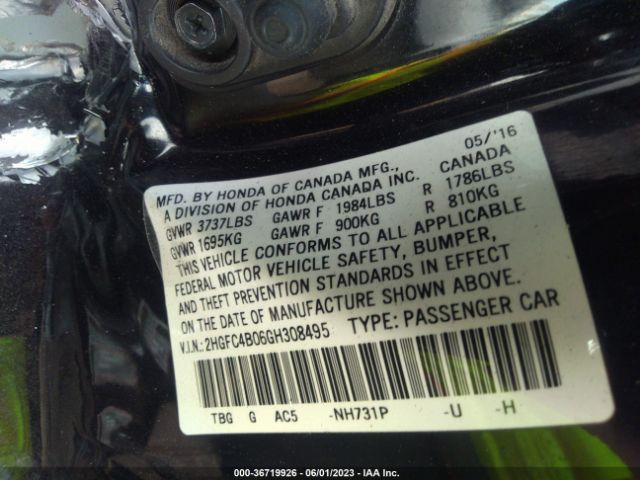 05/'16
MFD. BY HONDA OF CANADA MFG.,
A DIVISION OF HONDA CANADA INC. CANADA
GVWR 3737LBS GAWR F 1984LBS R 1786LBS
GVWR 1695KG GAWR F 900KG R 810KG
THIS VEHICLE CONFORMS TO ALL APPLICABLE
FEDERAL MOTOR VEHICLE SAFETY, BUMPER,
AND THEFT PREVENTION STANDARDS IN EFFECT
ON THE DATE OF MANUFACTURE SHOWN ABOVE.
V.I.N.: 2HGFC4B06GH308495 TYPE: PASSENGER CAR
TBG G AC5 -NH731P -U -H
000-36719926 | 06/01/2023 | IAA Inc.